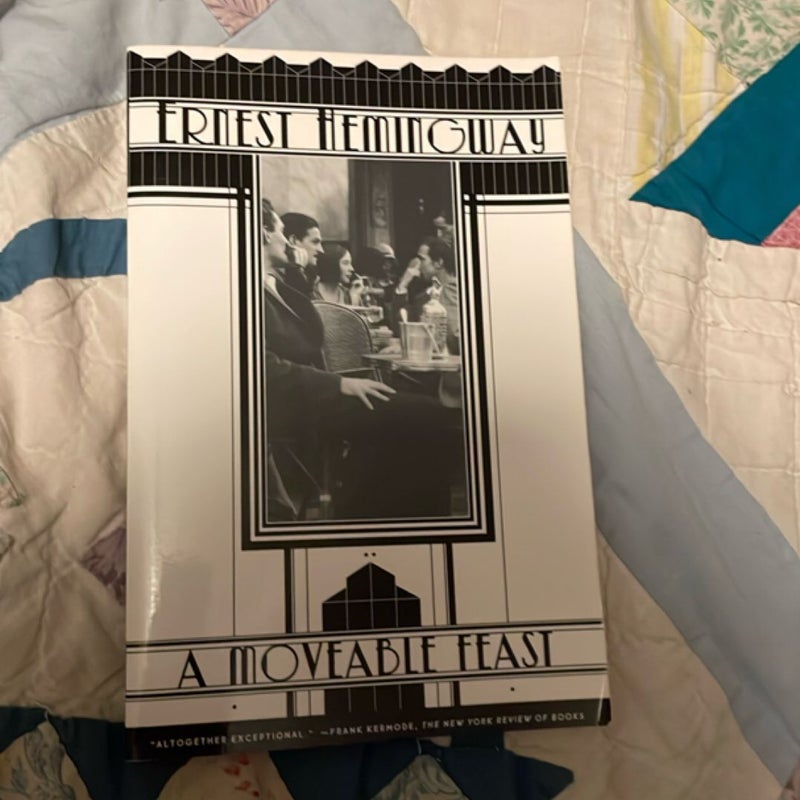 ERNEST HEMINGWAY
A MOVEABLE FEAST
"ALTOGETHER EXCEPTIONAL." —FRANK KERMODE, THE NEW YORK REVIEW OF BOOKS